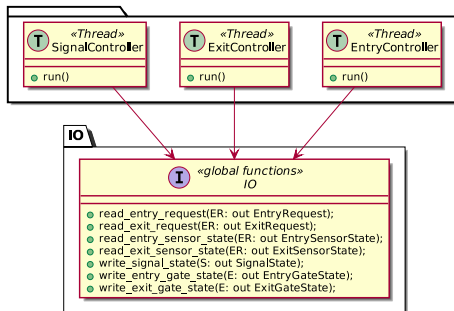 T «Thread» SignalController
run()
T «Thread» ExitController
run()
T «Thread» EntryController
run()
IO
I «global functions»
IO
read_entry_request(ER: out EntryRequest);
read_exit_request(ER: out ExitRequest);
read_entry_sensor_state(ER: out EntrySensorState);
read_exit_sensor_state(ER: out ExitSensorState);
write_signal_state(S: out SignalState);
write_entry_gate_state(E: out EntryGateState);
write_exit_gate_state(E: out ExitGateState);